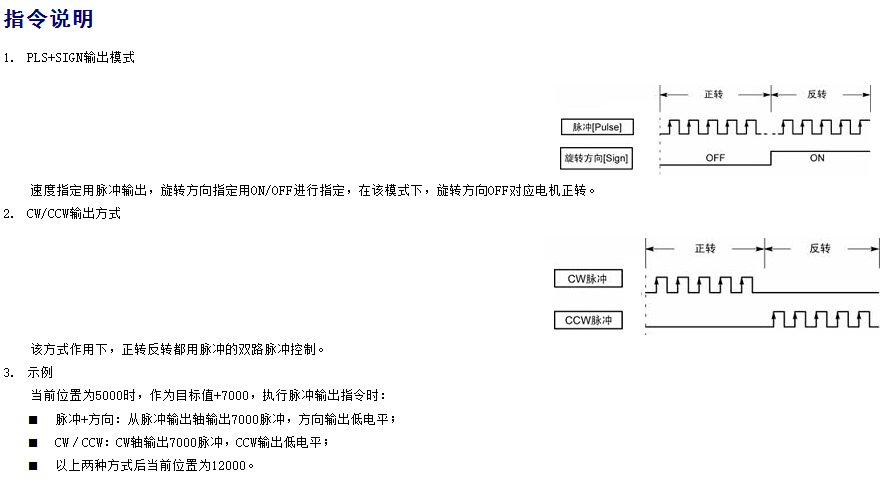 指令说明
1. PLS+SIGN输出模式
正转 反转
脉冲[Pulse]
旋转方向[Sign] OFF ON
速度指定用脉冲输出，旋转方向指定用ON/OFF进行指定，在该模式下，旋转方向OFF对应电机正转。
2. CW/CCW输出方式
正转 反转
CW脉冲
CCW脉冲
该方式作用下，正转反转都用脉冲的双路脉冲控制。
3. 示例
当前位置为5000时，作为目标值+7000，执行脉冲输出指令时：
■ 脉冲+方向：从脉冲输出轴输出7000脉冲，方向输出低电平；
■ CW／CCW：CW轴输出7000脉冲，CCW输出低电平；
■ 以上两种方式后当前位置为12000。